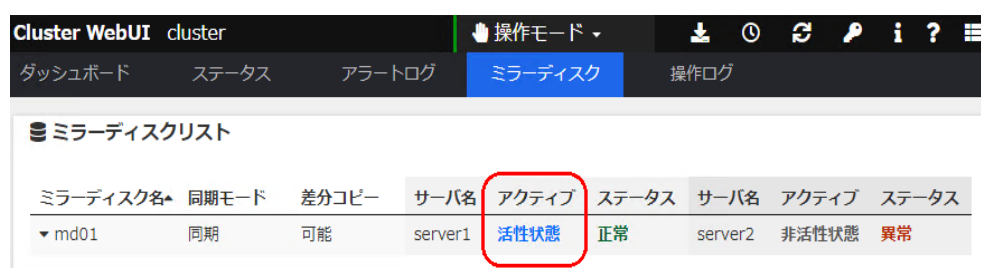 Cluster WebUI cluster 操作モード
ダッシュボード ステータス アラートログ ミラーディスク 操作ログ
ミラーディスクリスト
ミラーディスク名 同期モード 差分コピー サーバ名 アクティブ ステータス サーバ名 アクティブ ステータス
md01 同期 可能 server1 活性状態 正常 server2 非活性状態 異常